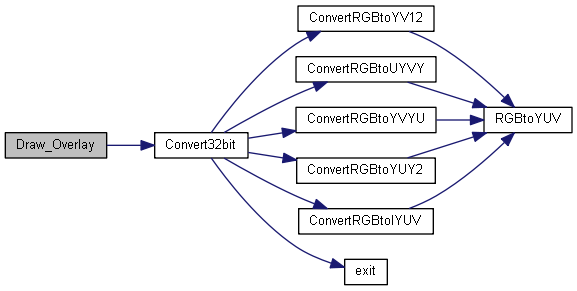 Draw_Overlay
Convert32bit
ConvertRGBtoYV12
ConvertRGBtoUYVY
ConvertRGBtoYVYU
ConvertRGBtoYUY2
ConvertRGBtoIYUV
exit
RGBtoYUV